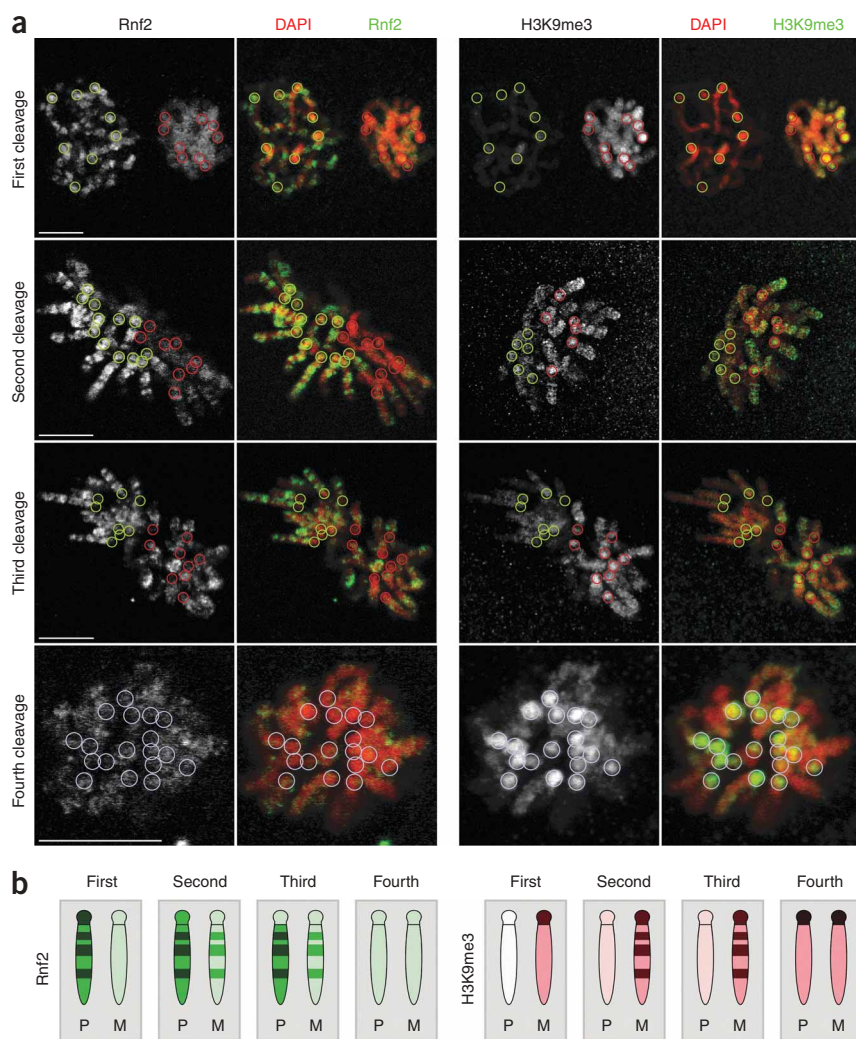 a
Rnf2
DAPI Rnf2
H3K9me3
DAPI H3K9me3
First cleavage
Second cleavage
Third cleavage
Fourth cleavage
b
First Second Third Fourth
First Second Third Fourth
Rnf2
P M P M P M P M
H3K9me3
P M P M P M P M